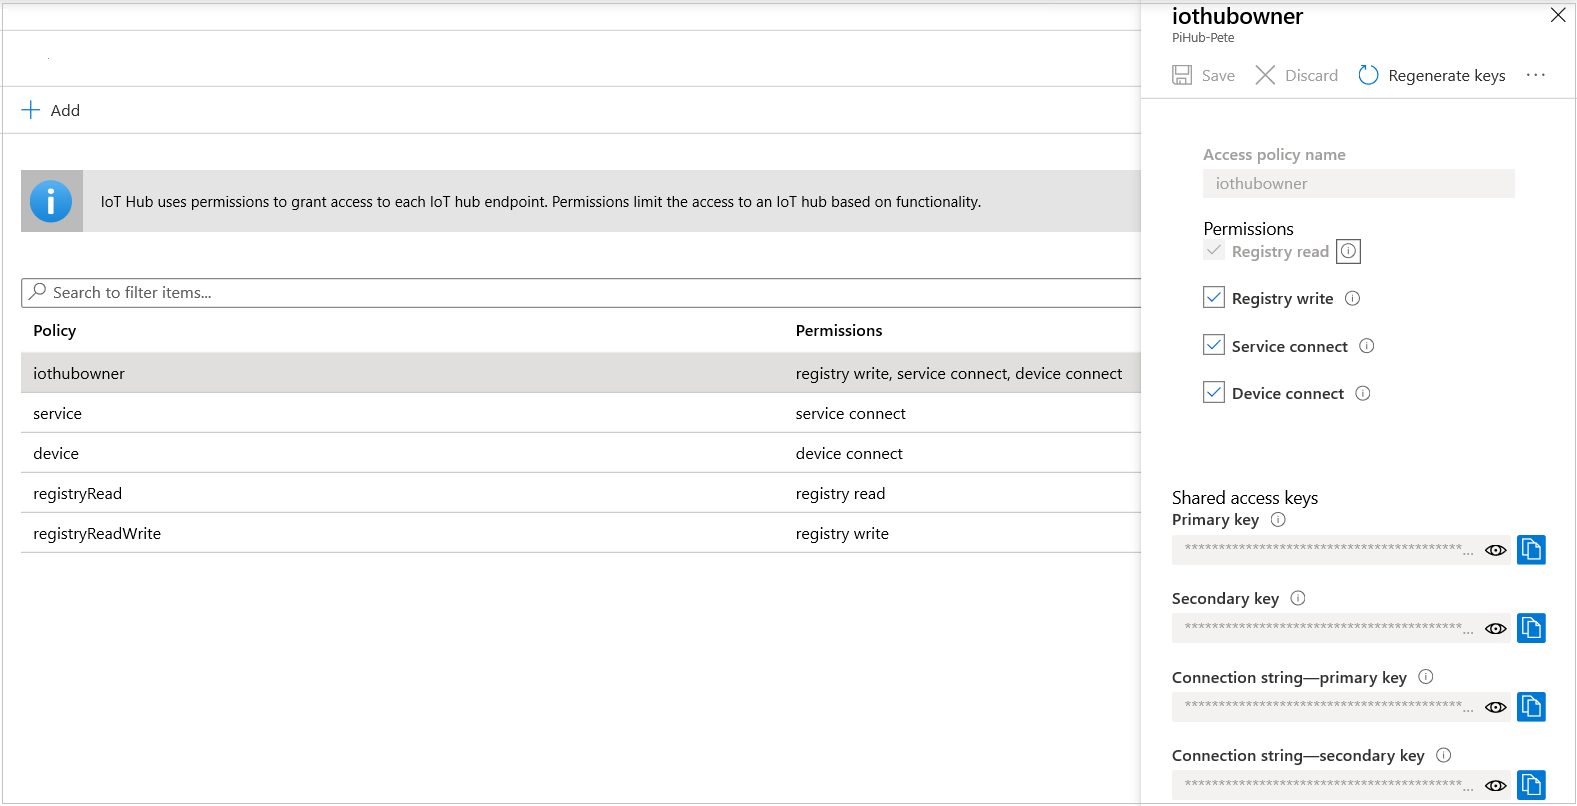 Add
IoT Hub uses permissions to grant access to each IoT hub endpoint. Permissions limit the access to an IoT hub based on functionality.
Search to filter items...
Policy Permissions
iothubowner registry write, service connect, device connect
service service connect
device device connect
registryRead registry read
registryReadWrite registry write
iothubowner
PiHub-Pete
Save Discard Regenerate keys ...
Access policy name
iothubowner
Permissions
Registry read
Registry write
Service connect
Device connect
Shared access keys
Primary key
*****************************************...
Secondary key
*****************************************...
Connection string—primary key
*****************************************...
Connection string—secondary key
*****************************************...